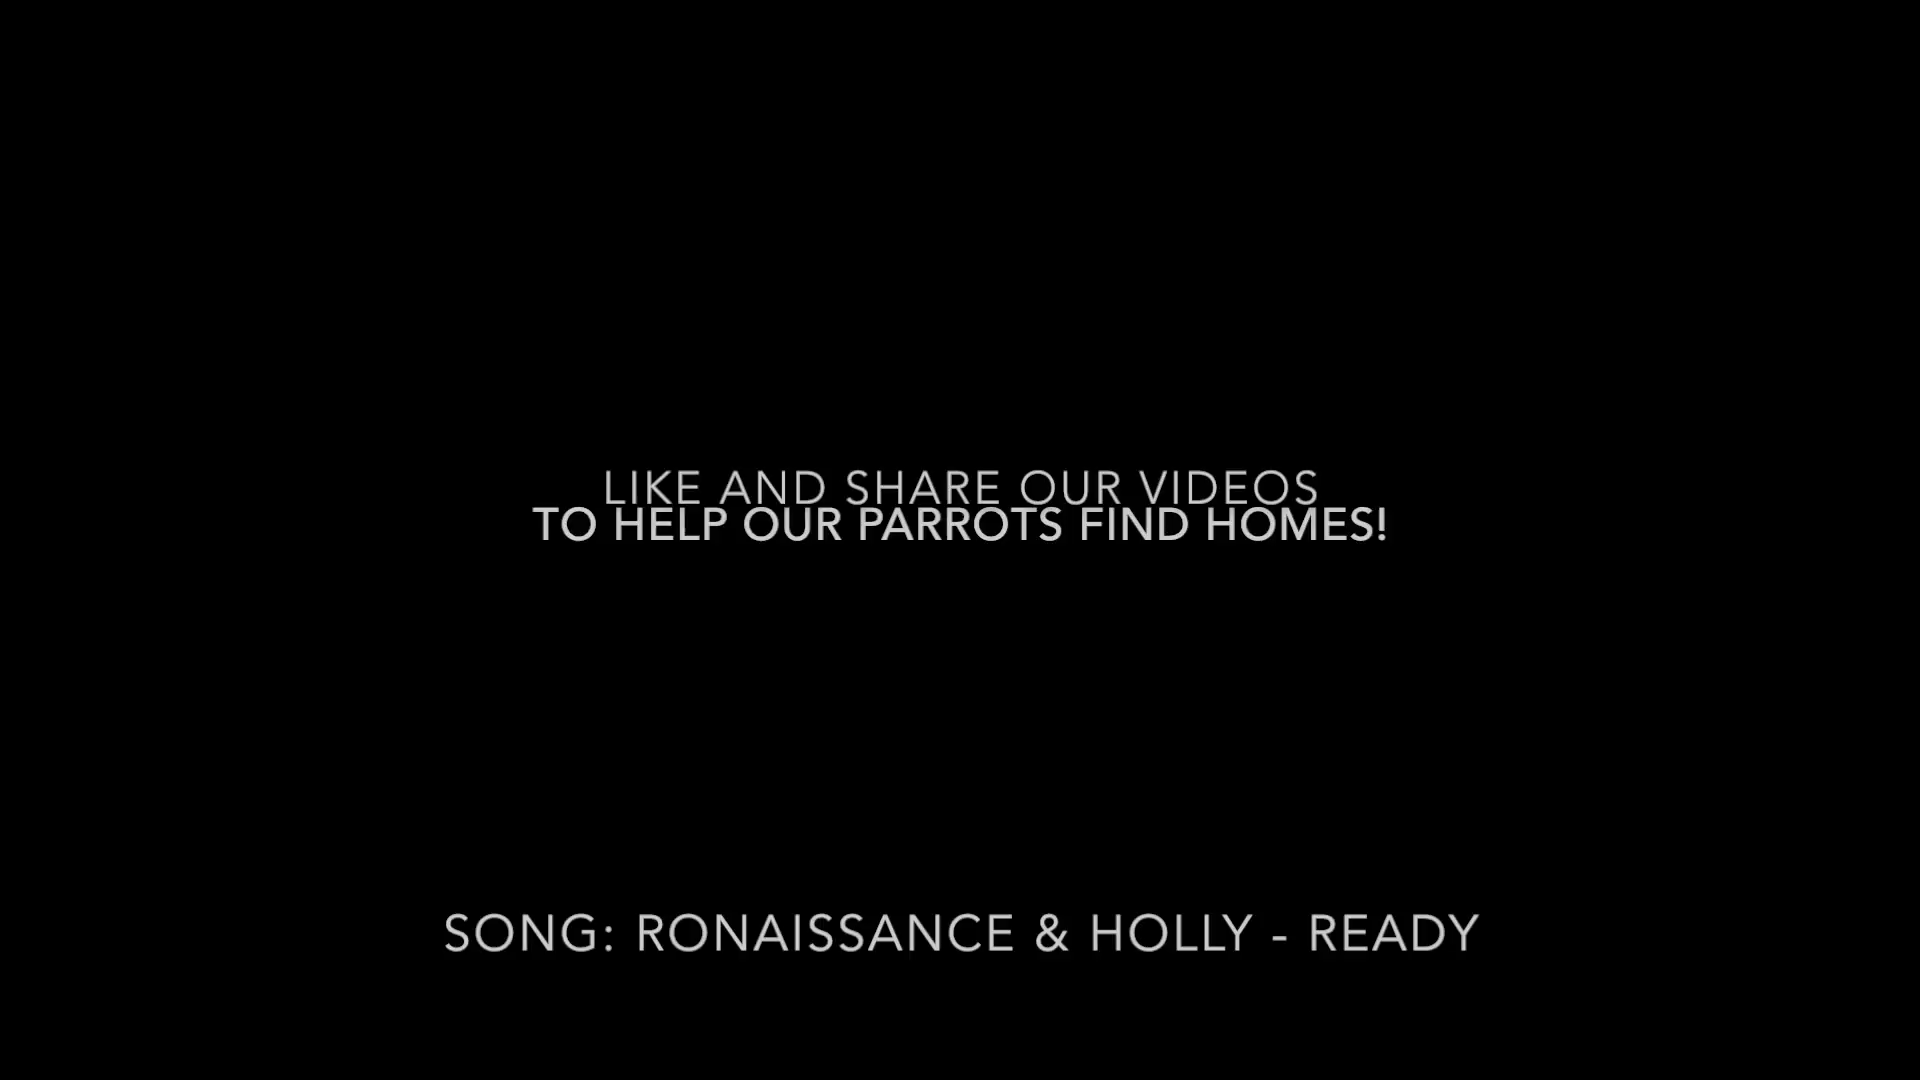 LIKE AND SHARE OUR VIDEOS
TO HELP OUR PARROTS FIND HOMES!
SONG: RONAISSANCE & HOLLY - READY